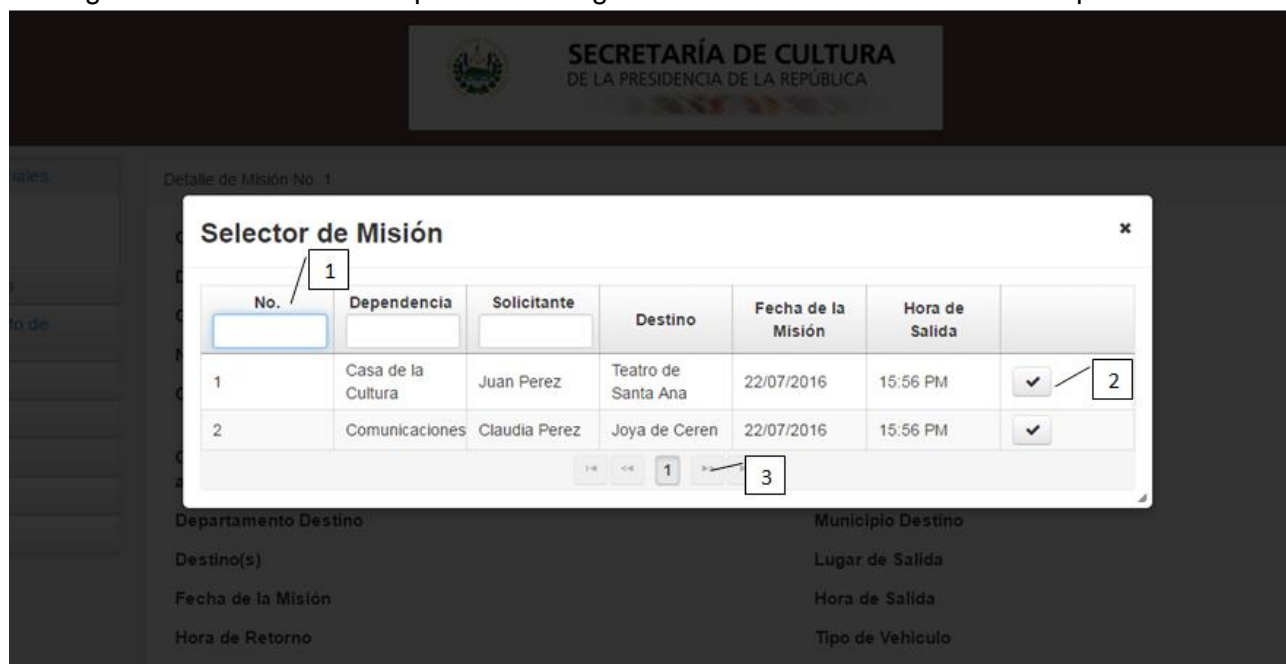 SECRETARÍA DE CULTURA
DE LA PRESIDENCIA DE LA REPÚBLICA
Detalle de Misión No. 1
Selector de Misión
1
No. Dependencia Solicitante Destino Fecha de la Misión Hora de Salida
1 Casa de la Cultura Juan Perez Teatro de Santa Ana 22/07/2016 15:56 PM
2
2 Comunicaciones Claudia Perez Joya de Ceren 22/07/2016 15:56 PM
1
3
Departamento Destino Municipio Destino
Destino(s) Lugar de Salida
Fecha de la Misión Hora de Salida
Hora de Retorno Tipo de Vehiculo